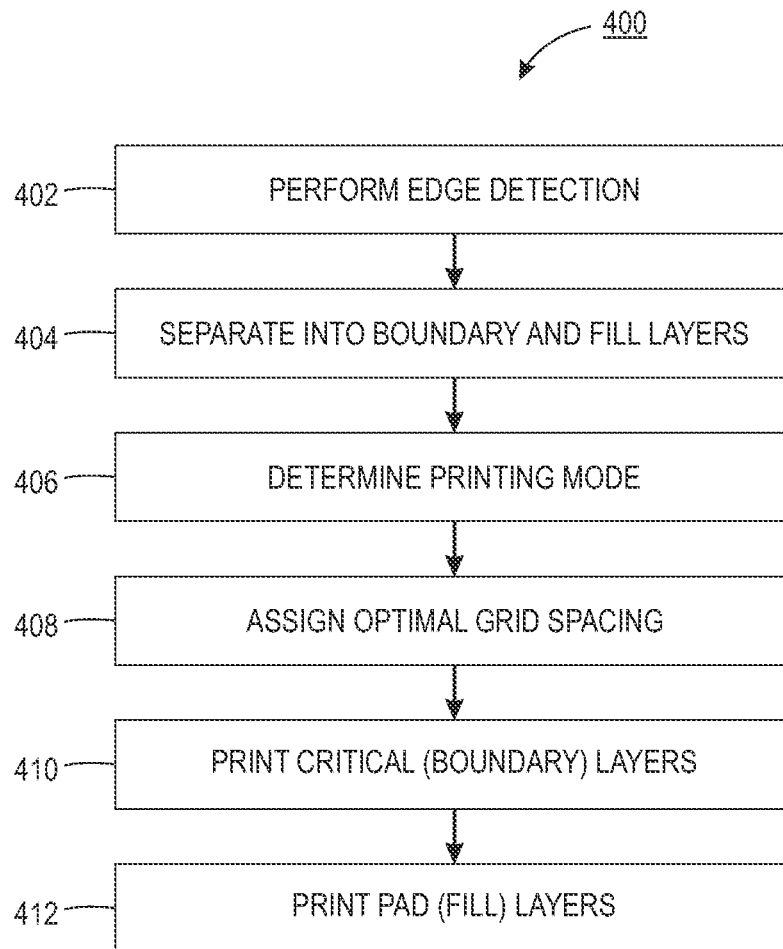 400
402 PERFORM EDGE DETECTION
404 SEPARATE INTO BOUNDARY AND FILL LAYERS
406 DETERMINE PRINTING MODE
408 ASSIGN OPTIMAL GRID SPACING
410 PRINT CRITICAL (BOUNDARY) LAYERS
412 PRINT PAD (FILL) LAYERS